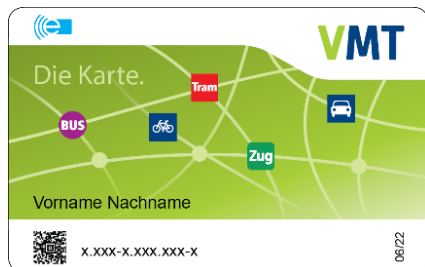 VMT
Die Karte.
Tram
BUS
Zug
Vorname Nachname
x.xxx-x.xxx.xxx-x
06/22